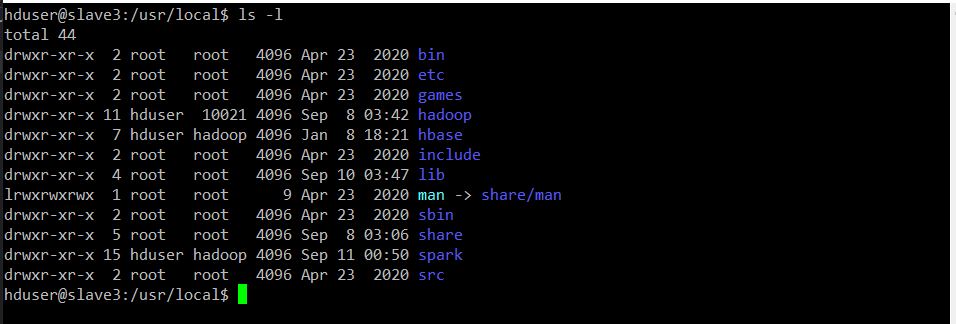 hduser@slave3:/usr/local$ ls -l
total 44
drwxr-xr-x  2 root   root   4096 Apr 23  2020 bin
drwxr-xr-x  2 root   root   4096 Apr 23  2020 etc
drwxr-xr-x  2 root   root   4096 Apr 23  2020 games
drwxr-xr-x 11 hduser  10021 4096 Sep  8 03:42 hadoop
drwxr-xr-x  7 hduser hadoop 4096 Jan  8 18:21 hbase
drwxr-xr-x  2 root   root   4096 Apr 23  2020 include
drwxr-xr-x  4 root   root   4096 Sep 10 03:47 lib
lrwxrwxrwx  1 root   root      9 Apr 23  2020 man -> share/man
drwxr-xr-x  2 root   root   4096 Apr 23  2020 sbin
drwxr-xr-x  5 root   root   4096 Sep  8 03:06 share
drwxr-xr-x 15 hduser hadoop 4096 Sep 11 00:50 spark
drwxr-xr-x  2 root   root   4096 Apr 23  2020 src
hduser@slave3:/usr/local$